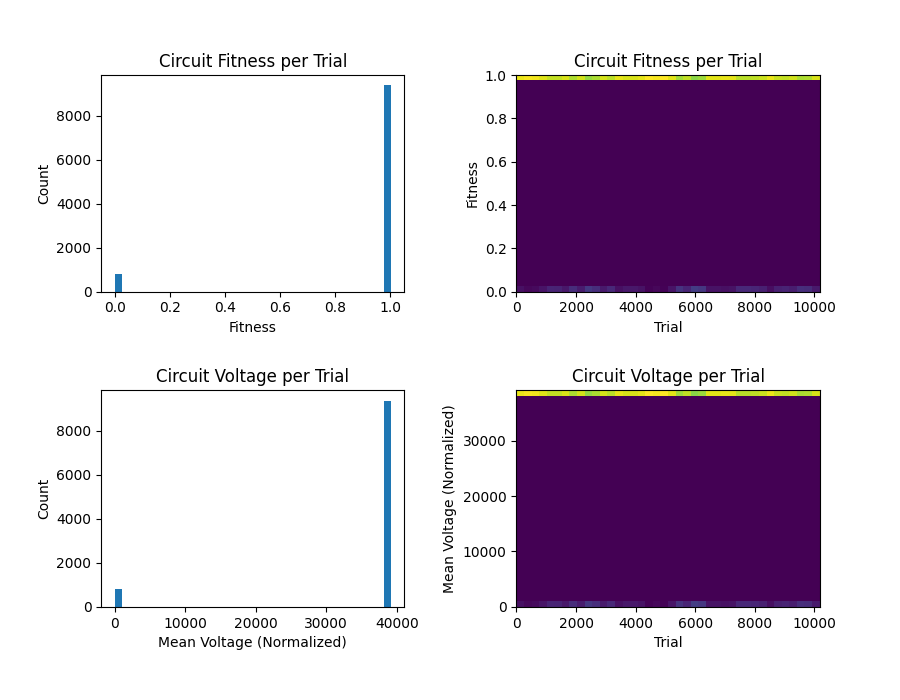 Circuit Fitness per Trial
Count
8000
6000
4000
2000
0
0.0 0.2 0.4 0.6 0.8 1.0
Fitness
Circuit Fitness per Trial
Fitness
1.0
0.8
0.6
0.4
0.2
0.0
0 2000 4000 6000 8000 10000
Trial
Circuit Voltage per Trial
Count
8000
6000
4000
2000
0
0 10000 20000 30000 40000
Mean Voltage (Normalized)
Circuit Voltage per Trial
Mean Voltage (Normalized)
30000
20000
10000
0
0 2000 4000 6000 8000 10000
Trial